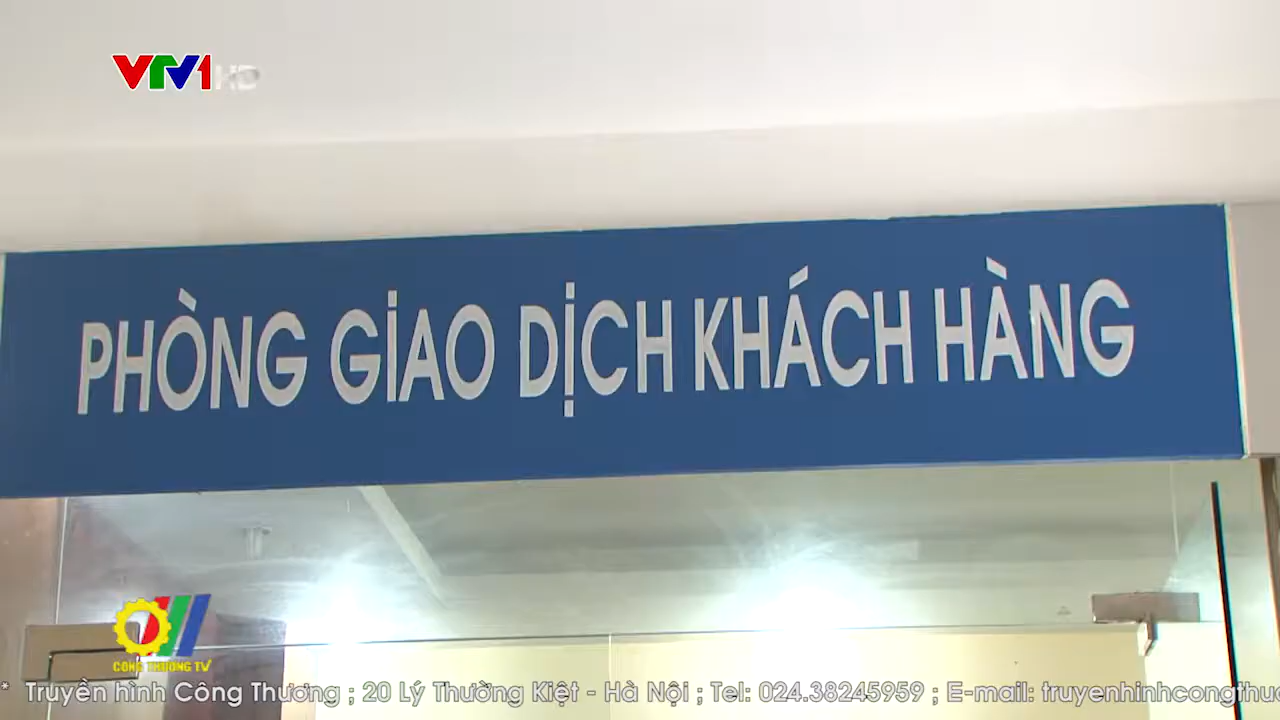 VTV1 HD
PHÒNG GIAO DỊCH KHÁCH HÀNG
CÔNG THƯƠNG TV
* Truyền hình Công Thương ; 20 Lý Thường Kiệt - Hà Nội ; Tel: 024.38245959 ; E-mail: truyenhinhcongthu